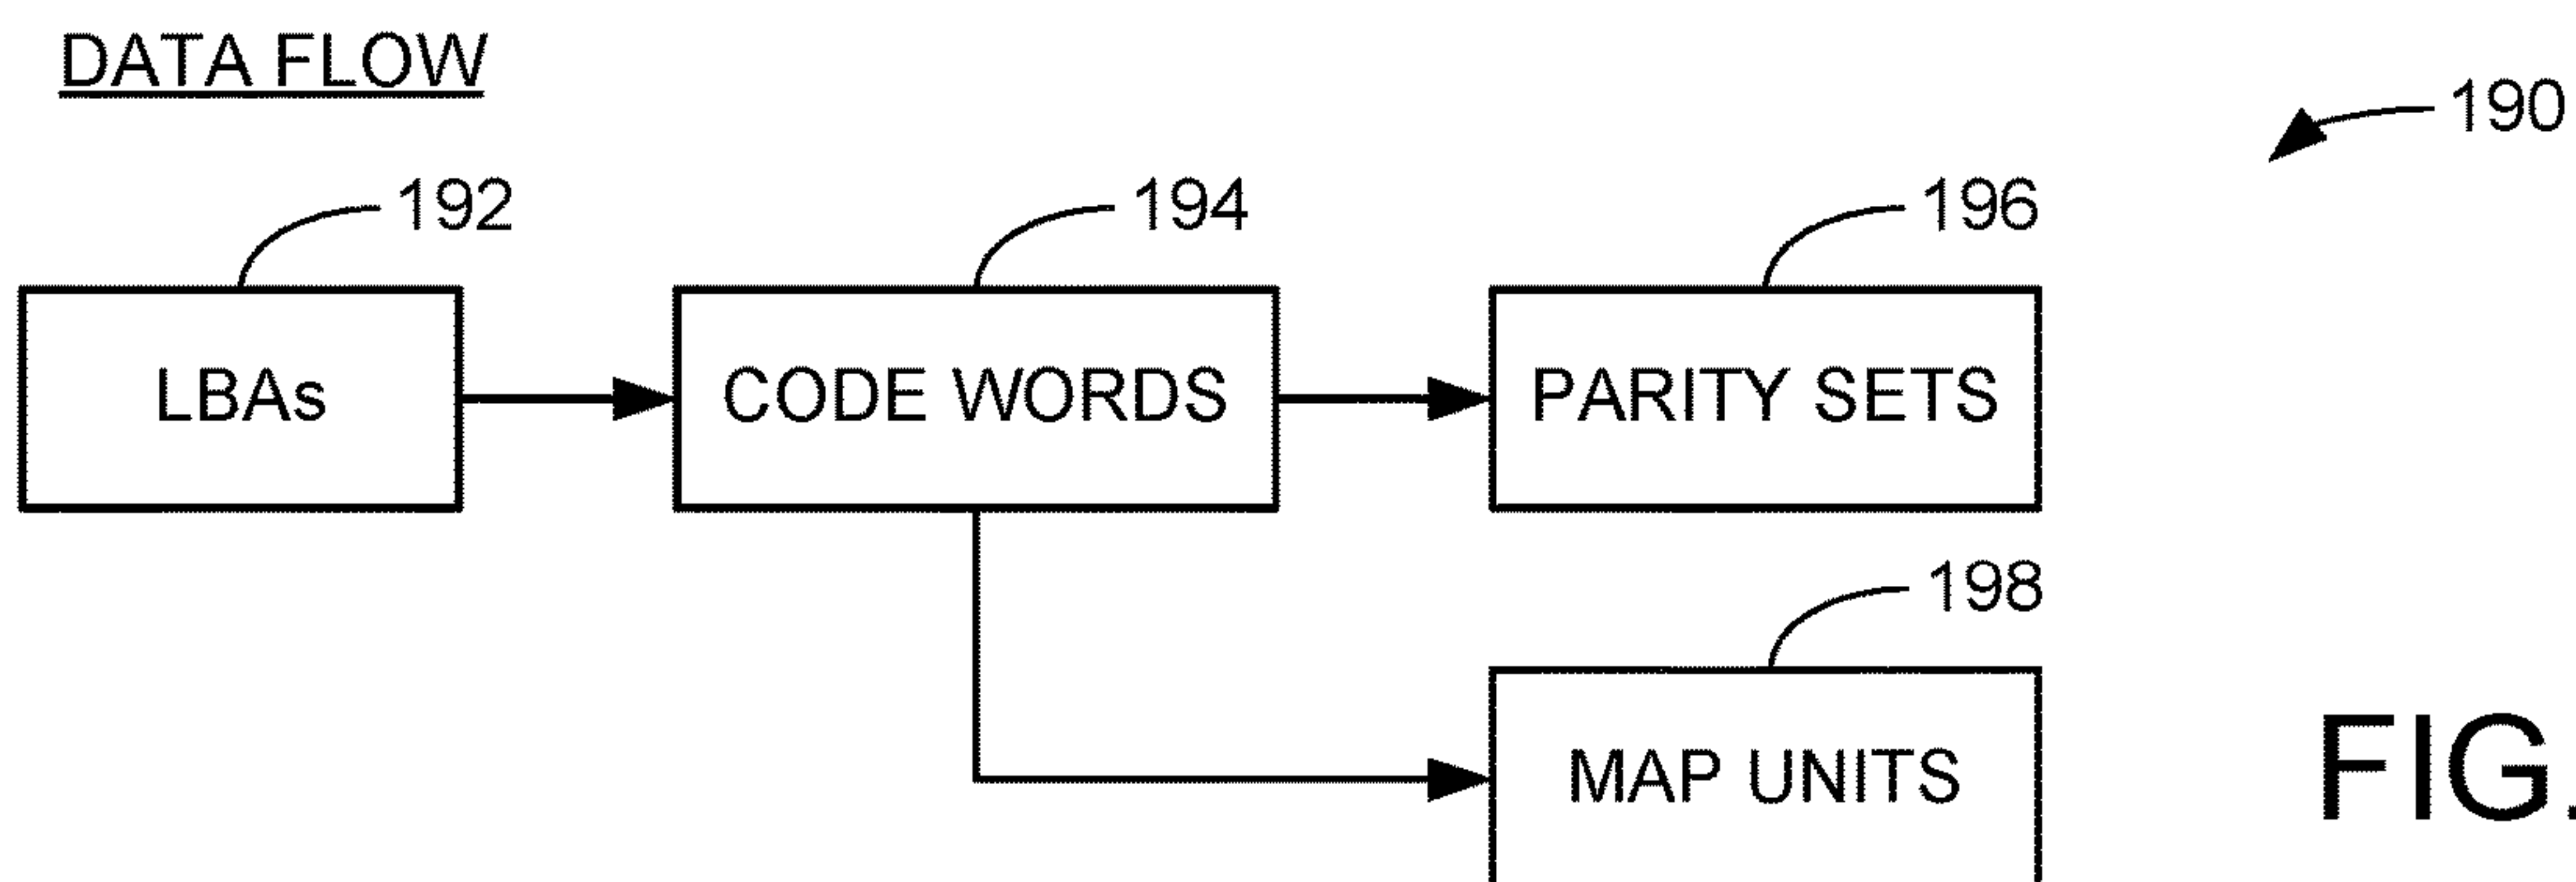 DATA FLOW
190
192
194
196
LBAs
CODE WORDS
PARITY SETS
198
MAP UNITS
FIG.